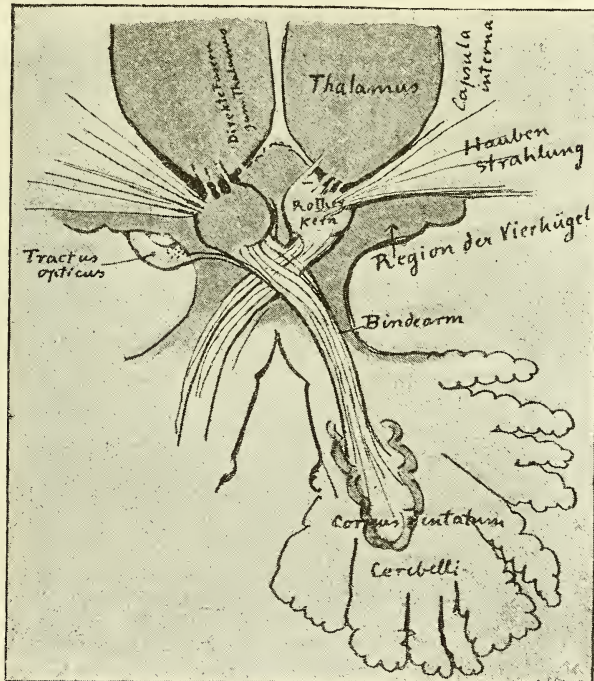 Direkte Fasern
zum Thalamus
Thalamus
Capsula
interna
Hauben
strahlung
Rother
Kern
Region der Vierhügel
Tractus
opticus
Bindearm
Corpus dentatum
Cerebelli